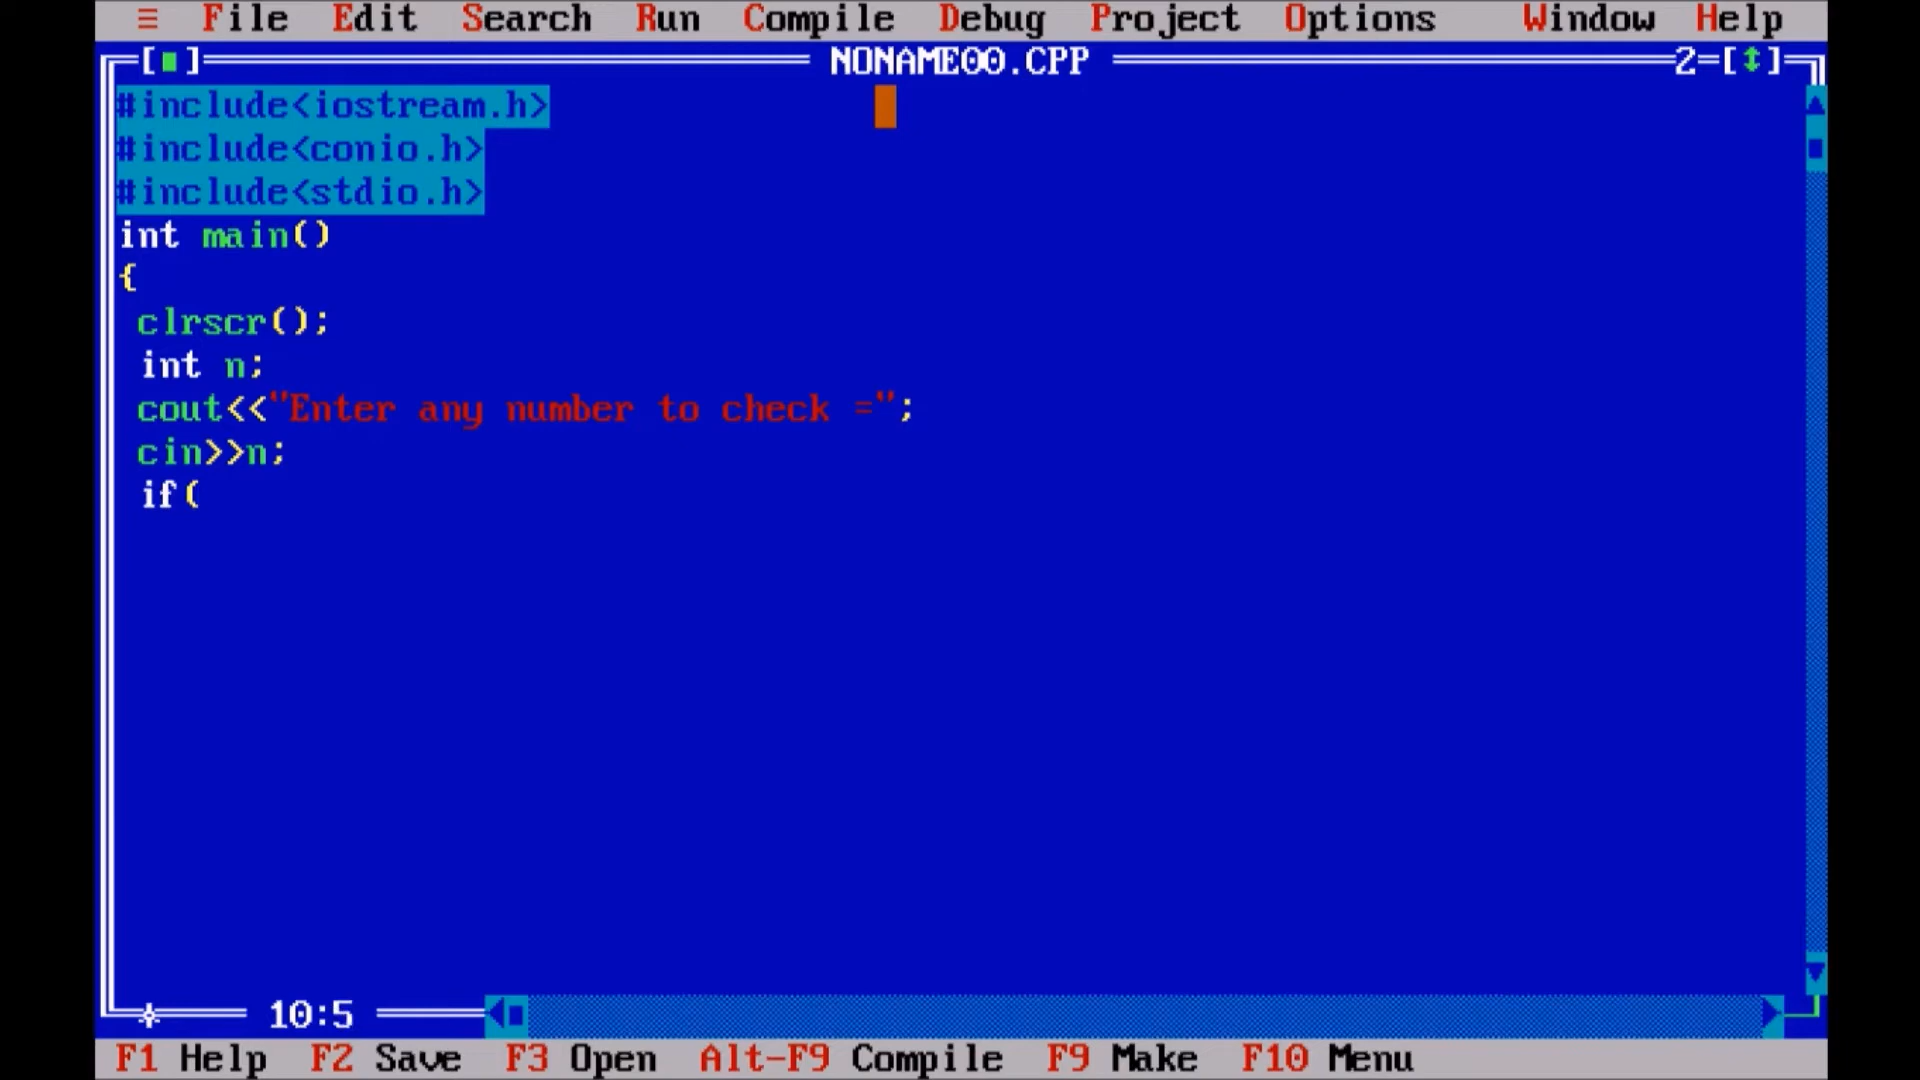 ≡ File Edit Search Run Compile Debug Project Options Window Help
[■] NONAME00.CPP 2=[↕]
#include<iostream.h>
#include<conio.h>
#include<stdio.h>
int main()
{
clrscr();
int n;
cout<<"Enter any number to check =";
cin>>n;
if(
10:5
F1 Help F2 Save F3 Open Alt-F9 Compile F9 Make F10 Menu